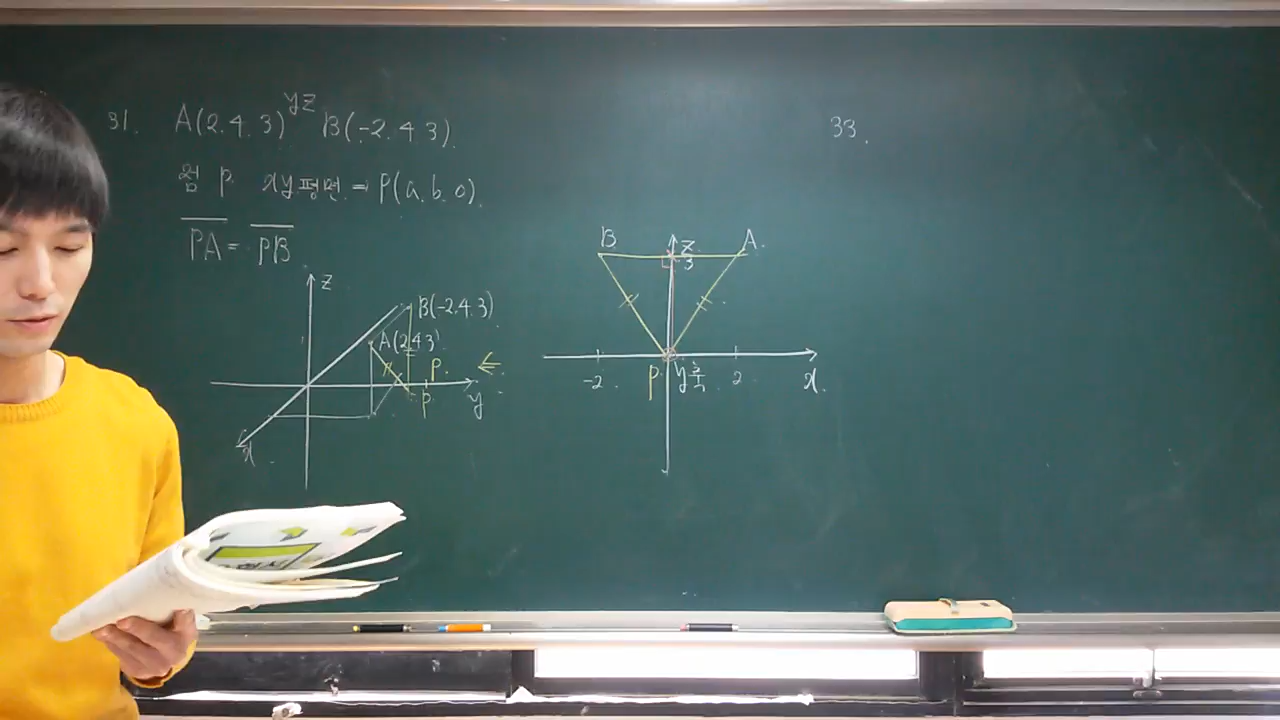 31. A(2.4.3) yz B(-2.4 3)
점 P xy평면 ⇒ P(a.b.0)
PA = PB
z
B(-2.4.3)
A(2.4.3)
P
P
y
x
B z A
3
-2 P y축 2 x
33.